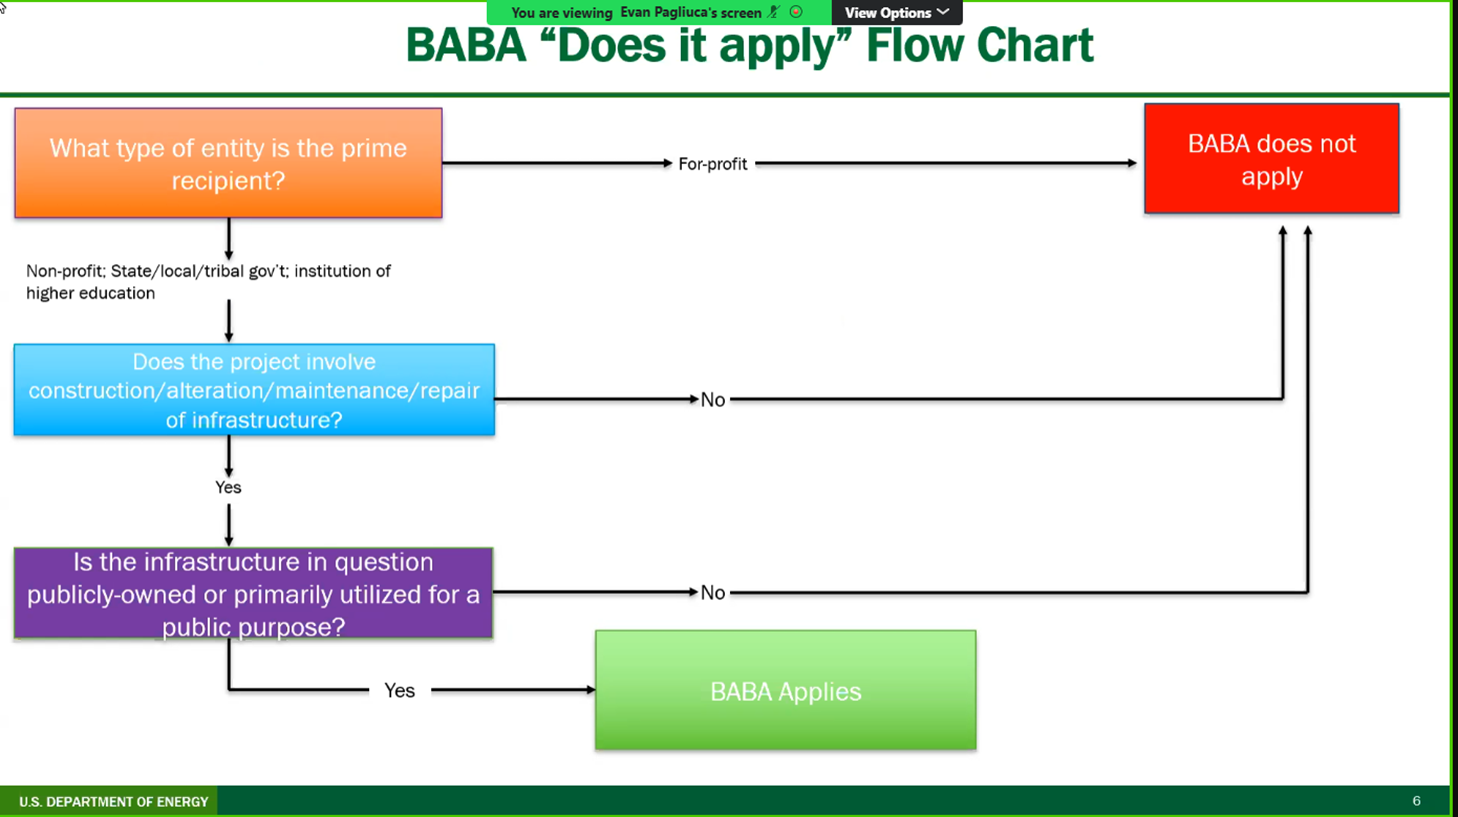 You are viewing Evan Pagliuca's screen
View Options
BABA “Does it apply” Flow Chart
What type of entity is the prime
recipient?
For-profit
BABA does not
apply
Non-profit; State/local/tribal gov't; institution of
higher education
Does the project involve
construction/alteration/maintenance/repair
of infrastructure?
No
Yes
Is the infrastructure in question
publicly-owned or primarily utilized for a
public purpose?
No
Yes
BABA Applies
U.S. DEPARTMENT OF ENERGY
6